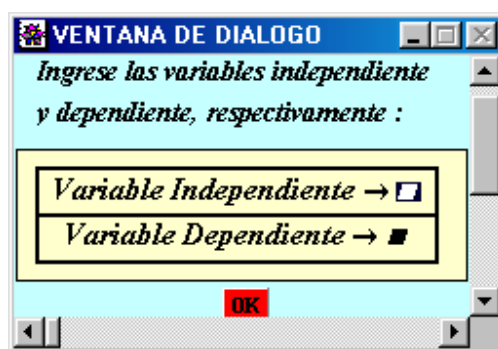 VENTANA DE DIALOGO
Ingrese las variables independiente
y dependiente, respectivamente :
Variable Independiente →
Variable Dependiente →
OK